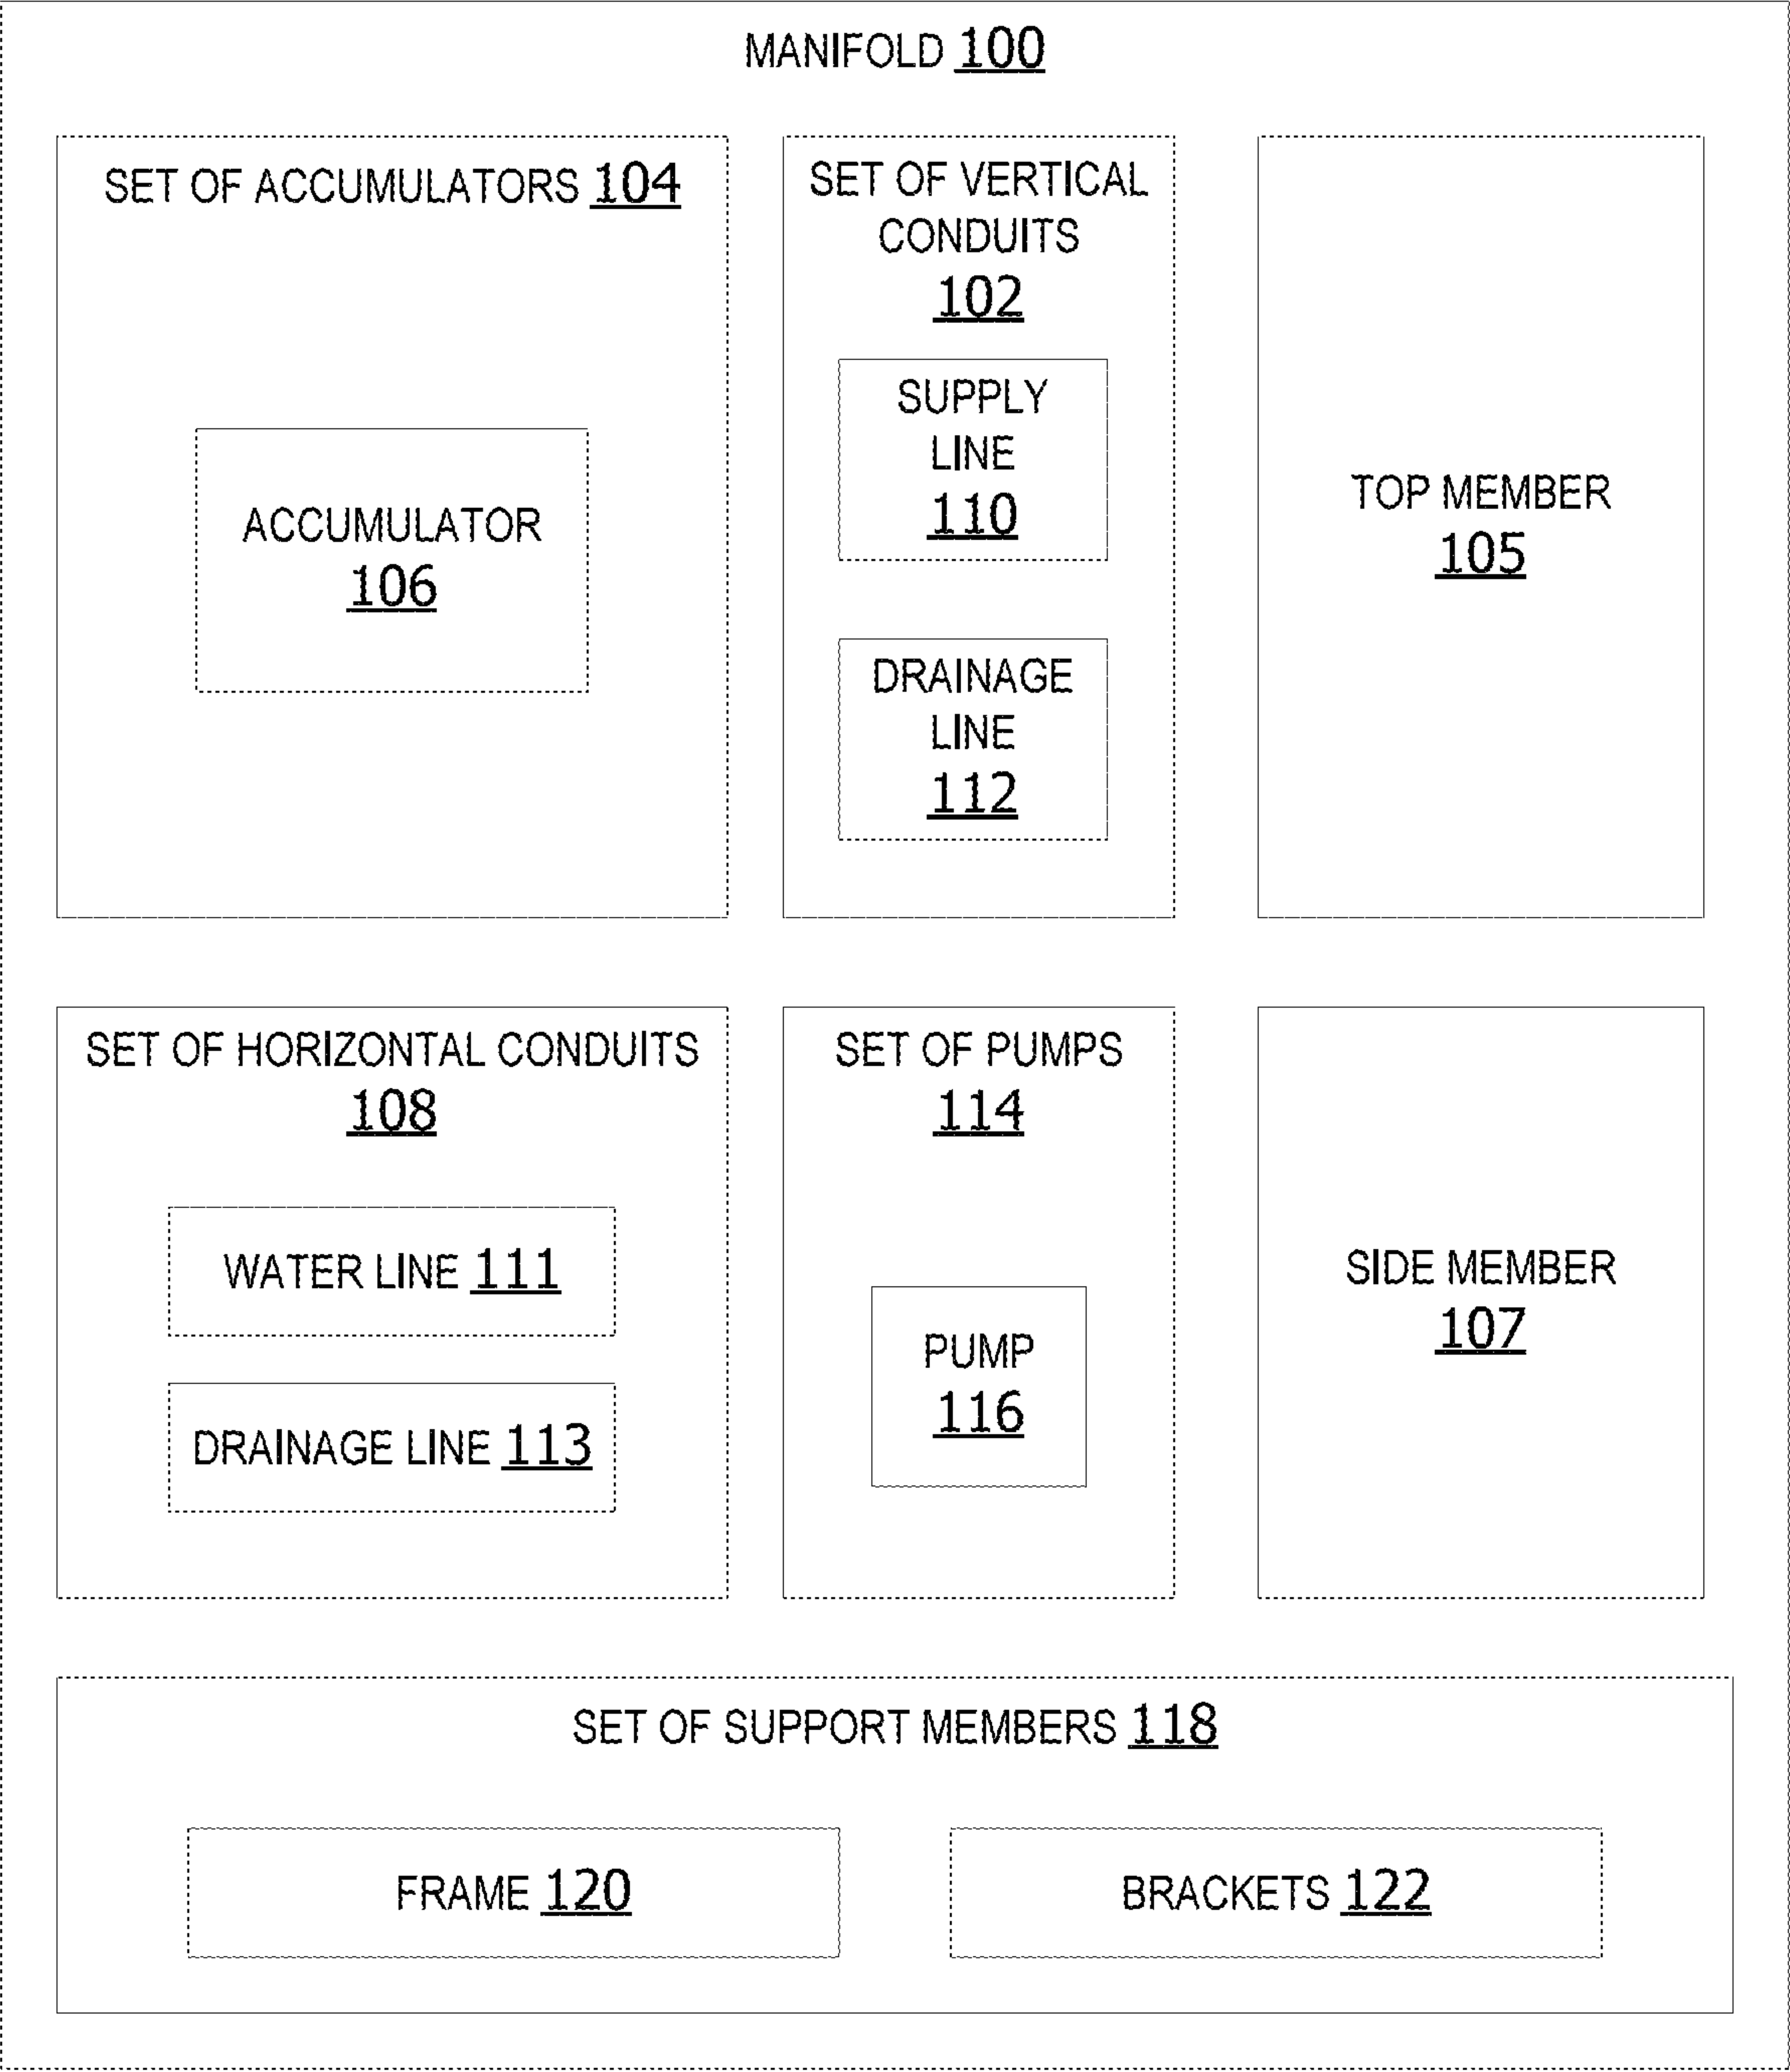 MANIFOLD 100
SET OF ACCUMULATORS 104
ACCUMULATOR
106
SET OF VERTICAL
CONDUITS
102
SUPPLY
LINE
110
DRAINAGE
LINE
112
TOP MEMBER
105
SET OF HORIZONTAL CONDUITS
108
WATER LINE 111
DRAINAGE LINE 113
SET OF PUMPS
114
PUMP
116
SIDE MEMBER
107
SET OF SUPPORT MEMBERS 118
FRAME 120
BRACKETS 122